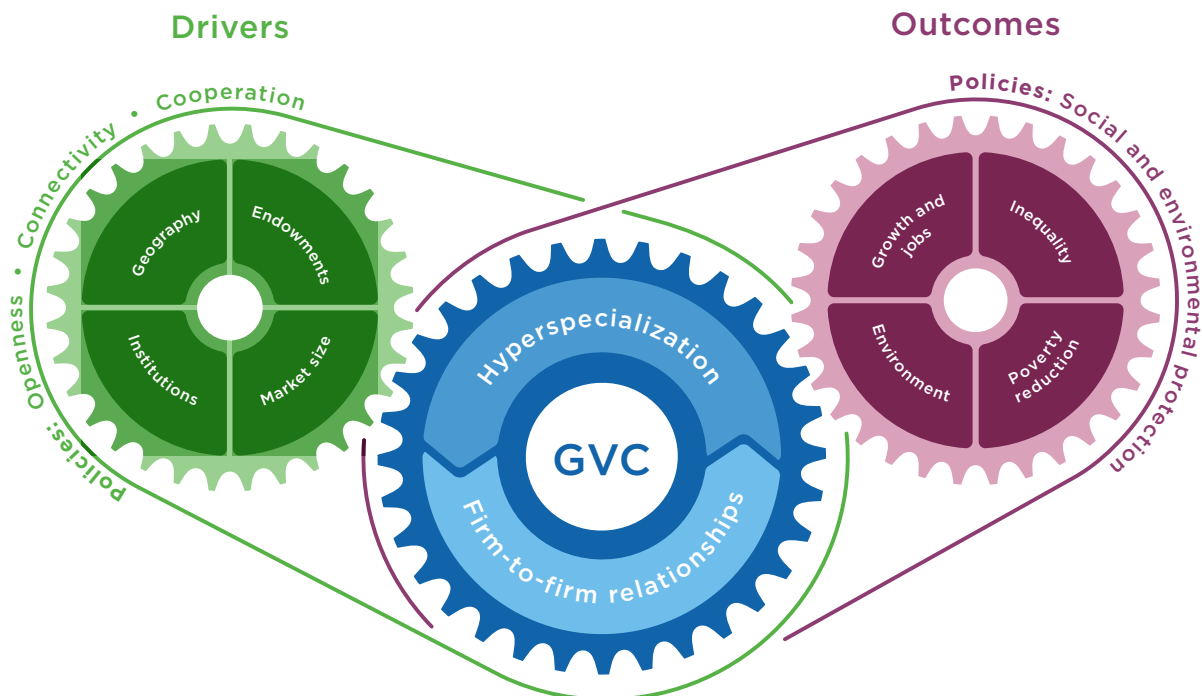 Drivers
Outcomes
Policies: Openness • Connectivity • Cooperation
Policies: Social and environmental protection
Geography
Endowments
Institutions
Market size
Hyperspecialization
GVC
Firm-to-firm relationships
Growth and
jobs
Inequality
Environment
Poverty
reduction